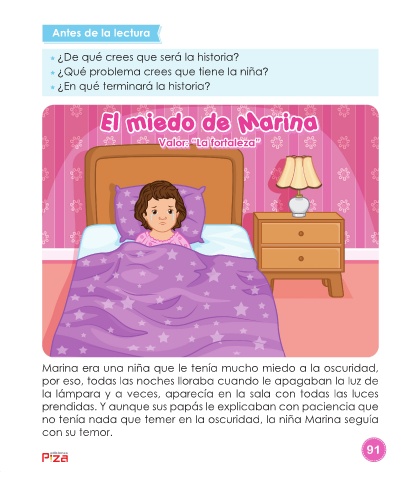 Antes de la lectura
¿De qué crees que será la historia?
¿Qué problema crees que tiene la niña?
¿En qué terminará la historia?
El miedo de Marina
Valor: "La fortaleza"
Marina era una niña que le tenía mucho miedo a la oscuridad,
por eso, todas las noches lloraba cuando le apagaban la luz de
la lámpara y a veces, aparecía en la sala con todas las luces
prendidas. Y aunque sus papás le explicaban con paciencia que
no tenía nada que temer en la oscuridad, la niña Marina seguía
con su temor.
91